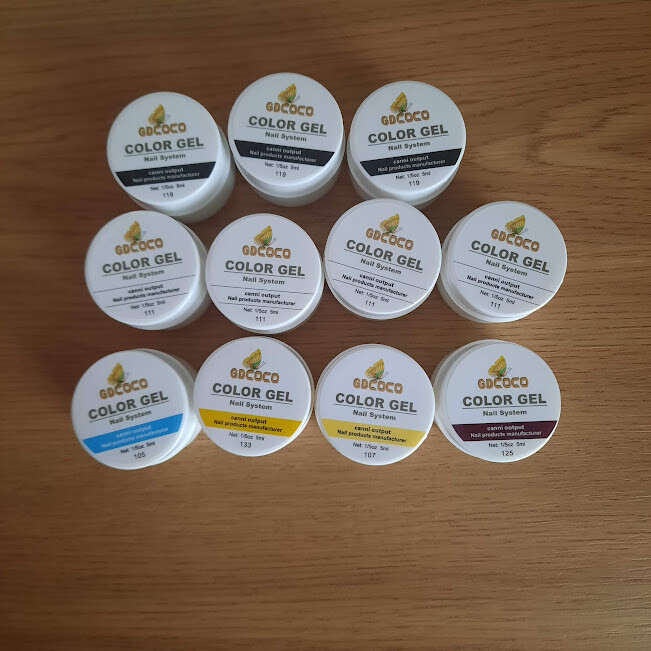 GDCOCO
COLOR GEL
Nail System
canni output
Nail products manufacturer
Net: 1/5oz 5ml
119
GDCOCO
COLOR GEL
Nail System
canni output
Nail products manufacturer
Net: 1/5oz 5ml
119
GDCOCO
COLOR GEL
Nail System
canni output
Nail products manufacturer
Net: 1/5oz 5ml
119
GDCOCO
COLOR GEL
Nail System
canni output
Nail products manufacturer
Net: 1/5oz 5ml
111
GDCOCO
COLOR GEL
Nail System
canni output
Nail products manufacturer
Net: 1/5oz 5ml
111
GDCOCO
COLOR GEL
Nail System
canni output
Nail products manufacturer
Net: 1/5oz 5ml
111
GDCOCO
COLOR GEL
Nail System
canni output
Nail products manufacturer
Net: 1/5oz 5ml
111
GDCOCO
COLOR GEL
Nail System
canni output
Nail products manufacturer
Net: 1/5oz 5ml
105
GDCOCO
COLOR GEL
Nail System
canni output
Nail products manufacturer
Net: 1/5oz 5ml
133
GDCOCO
COLOR GEL
Nail System
canni output
Nail products manufacturer
Net: 1/5oz 5ml
107
GDCOCO
COLOR GEL
Nail System
canni output
Nail products manufacturer
Net: 1/5oz 5ml
125